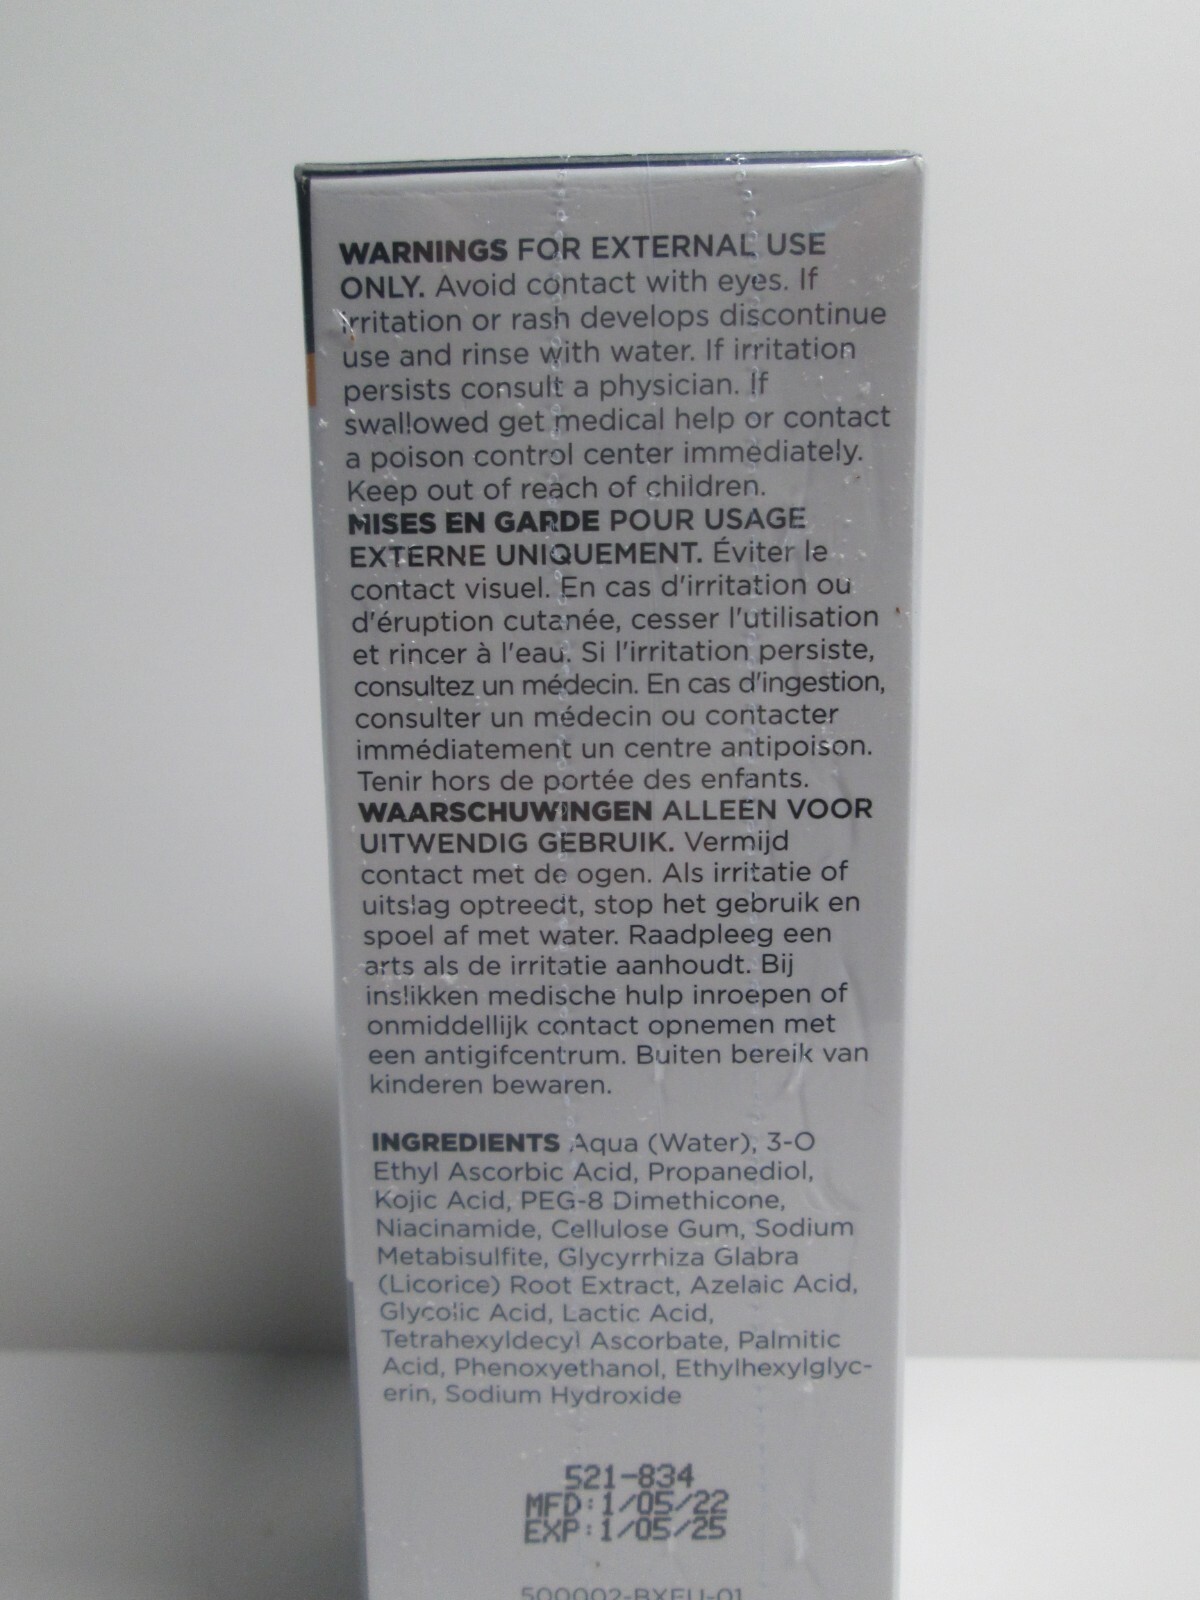 WARNINGS FOR EXTERNAL USE
ONLY. Avoid contact with eyes. If
irritation or rash develops discontinue
use and rinse with water. If irritation
persists consult a physician. If
swallowed get medical help or contact
a poison control center immediately.
Keep out of reach of children.
MISES EN GARDE POUR USAGE
EXTERNE UNIQUEMENT. Éviter le
contact visuel. En cas d'irritation ou
d'éruption cutanée, cesser l'utilisation
et rincer à l'eau. Si l'irritation persiste,
consultez un médecin. En cas d'ingestion,
consulter un médecin ou contacter
immédiatement un centre antipoison.
Tenir hors de portée des enfants.
WAARSCHUWINGEN ALLEEN VOOR
UITWENDIG GEBRUIK. Vermijd
contact met de ogen. Als irritatie of
uitslag optreedt, stop het gebruik en
spoel af met water. Raadpleeg een
arts als de irritatie aanhoudt. Bij
inslikken medische hulp inroepen of
onmiddellijk contact opnemen met
een antigifcentrum. Buiten bereik van
kinderen bewaren.
INGREDIENTS Aqua (Water), 3-O
Ethyl Ascorbic Acid, Propanediol,
Kojic Acid, PEG-8 Dimethicone,
Niacinamide, Cellulose Gum, Sodium
Metabisulfite, Glycyrrhiza Glabra
(Licorice) Root Extract, Azelaic Acid,
Glycolic Acid, Lactic Acid,
Tetrahexyldecyl Ascorbate, Palmitic
Acid, Phenoxyethanol, Ethylhexylglyc-
erin, Sodium Hydroxide
521-834
MFD:1/05/22
EXP:1/05/25
500002-BXEU-01